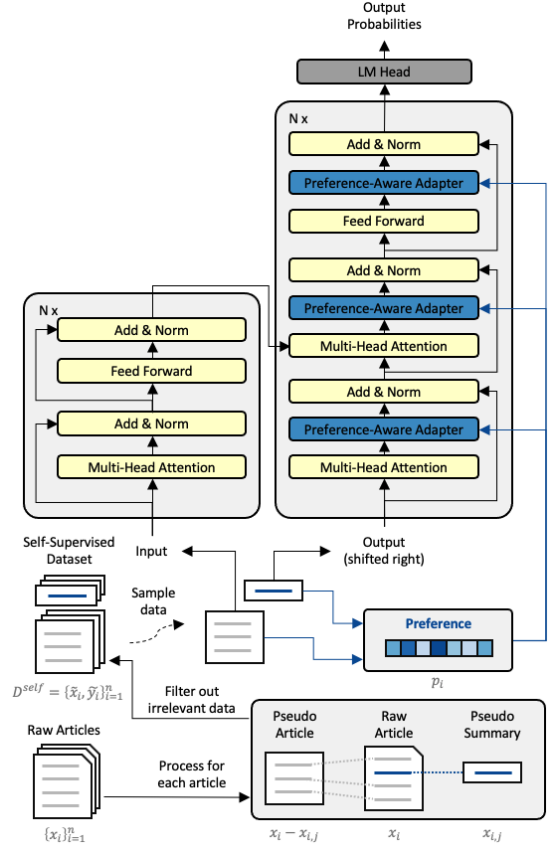 Output
Probabilities
LM Head
N x
Add & Norm
Preference-Aware Adapter
Feed Forward
Add & Norm
Preference-Aware Adapter
Multi-Head Attention
Add & Norm
Preference-Aware Adapter
Multi-Head Attention
N x
Add & Norm
Feed Forward
Add & Norm
Multi-Head Attention
Self-Supervised
Dataset
Input
Output
(shifted right)
Sample
data
Preference
p_i
D^{self} = {x̃_i, ỹ_i}_{i=1}^n
Filter out
irrelevant data
Raw Articles
Process for
each article
{x_i}_{i=1}^n
Pseudo
Article
Raw
Article
Pseudo
Summary
x_i − x_{i,j}
x_i
x_{i,j}